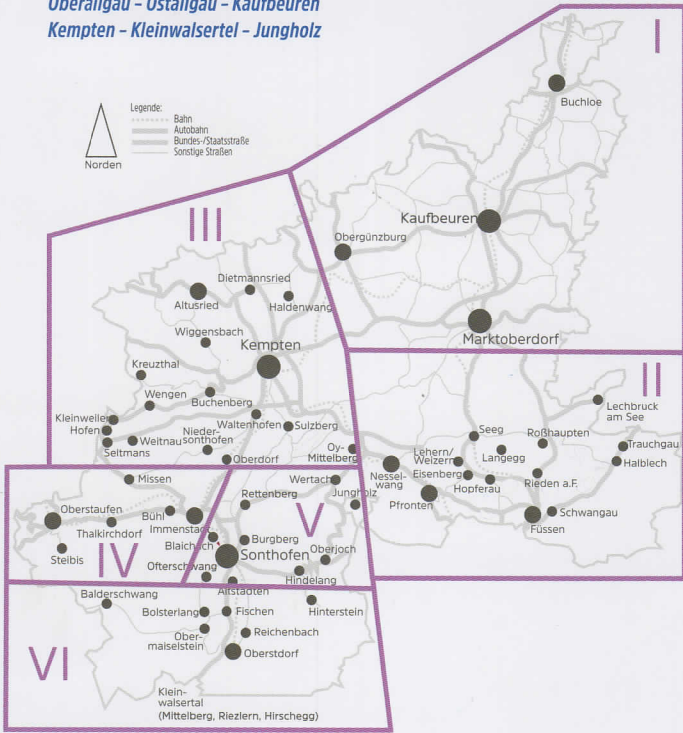 Oberallgäu – Ostallgäu – Kaufbeuren
Kempten – Kleinwalsertel – Jungholz
I
Buchloe
Legende:
Bahn
Autobahn
Bundes-/Staatsstraße
Sonstige Straßen
Norden
III
Kaufbeuren
Obergünzburg
Dietmannsried
Altusried
Haldenwang
Wiggensbach
Kempten
Marktoberdorf
Kreuzthal
II
Wengen
Buchenberg
Lechbruck
am See
Kleinweiler
Hofen
Waltenhofen
Sulzberg
Weitnau
Seltmans
Nieder-
sonthofen
Oberdorf
Oy-
Mittelberg
Seeg
Roßhaupten
Trauchgau
Halblech
Lehern/
Weizern
Langegg
Eisenberg
Nessel-
wang
Hopferau
Rieden a.F.
Pfronten
Schwangau
Füssen
Missen
Wertach
Jungholz
Rettenberg
V
Oberstaufen
Bühl
Immenstadt
Thalkirchdorf
Blaichach
Burgberg
Sonthofen
Oberjoch
Steibis
IV
Ofterschwang
Hindelang
Altstädten
Balderschwang
Bolsterlang
Fischen
Hinterstein
Ober-
maiselstein
Reichenbach
Oberstdorf
VI
Klein-
walsertal
(Mittelberg, Riezlern, Hirschegg)